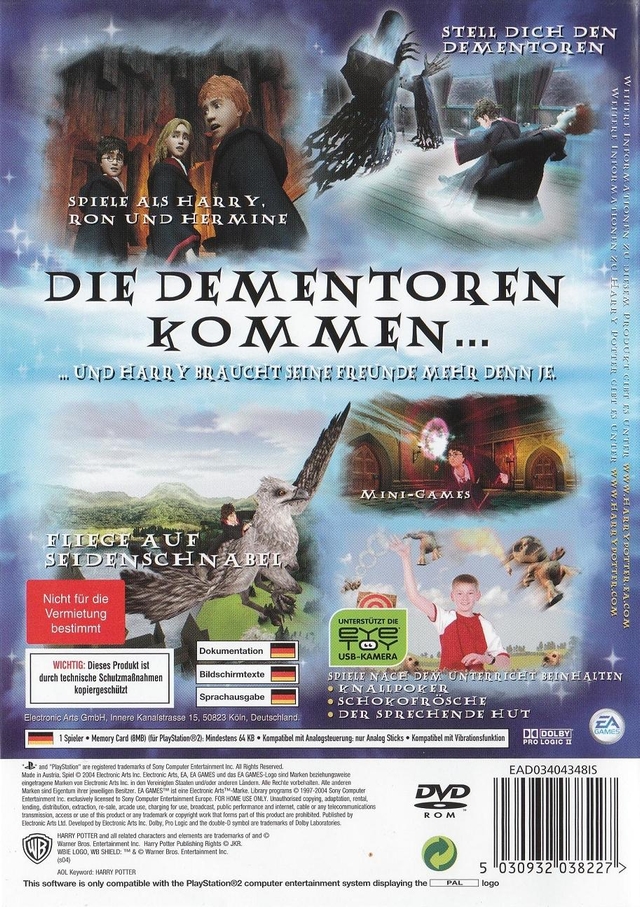 STELL DICH DEN
DEMENTOREN
SPIELE ALS HARRY,
RON UND HERMINE
DIE DEMENTOREN
KOMMEN...
... UND HARRY BRAUCHT SEINE FREUNDE MEHR DENN JE.
MINI-GAMES
FLIEGE AUF
SEIDENSCHNABEL
Nicht für die
Vermietung
bestimmt
UNTERSTÜTZT DIE
EYE
TOY
USB-KAMERA
WICHTIG: Dieses Produkt ist
durch technische Schutzmaßnahmen
kopiergeschützt
Dokumentation
Bildschirmtexte
Sprachausgabe
SPIELE NACH DEM UNTERRICHT BEINHALTEN
• KNALLPOKER
• SCHOKOFRÖSCHE
• DER SPRECHENDE HUT
Electronic Arts GmbH, Innere Kanalstrasse 15, 50823 Köln, Deutschland.
WEITERE INFORMATIONEN ZU DIESEM PRODUKT GIBT ES UNTER WWW.HARRYPOTTER.EA.COM
WEITERE INFORMATIONEN ZU HARRY POTTER GIBT ES UNTER WWW.HARRYPOTTER.COM
1 Spieler • Memory Card (8MB) (für PlayStation®2): Mindestens 64 KB • Kompatibel mit Analogsteuerung: nur Analog Sticks • Kompatibel mit Vibrationsfunktion
DOLBY
PRO LOGIC II
EA
GAMES
" " and "PlayStation" are registered trademarks of Sony Computer Entertainment Inc. All Rights Reserved.
Made in Austria. Spiel © 2004 Electronic Arts Inc. Electronic Arts, EA, EA GAMES und das EA GAMES-Logo sind Marken beziehungsweise
eingetragene Marken von Electronic Arts Inc. in den Vereinigten Staaten und/oder anderen Ländern. Alle Rechte vorbehalten. Alle anderen
Marken sind Eigentum ihrer jeweiligen Besitzer. EA GAMES™ ist eine Electronic Arts™-Marke. Library programs © 1997-2004 Sony Computer
Entertainment Inc. exclusively licensed to Sony Computer Entertainment Europe. FOR HOME USE ONLY. Unauthorised copying, adaptation, rental,
lending, distribution, extraction, re-sale, arcade use, charging for use, broadcast, public performance and internet, cable or any telecommunications
transmission, access or use of this product or any trademark or copyright work that forms part of this product are prohibited. Published by
Electronic Arts Ltd. Developed by Electronic Arts Inc. Dolby, Pro Logic and the double-D symbol are trademarks of Dolby Laboratories.
HARRY POTTER and all related characters and elements are trademarks of and ©
Warner Bros. Entertainment Inc. Harry Potter Publishing Rights © JKR.
WBIE LOGO, WB SHIELD: ™ & © Warner Bros. Entertainment Inc.
(s04)
AOL Keyword: HARRY POTTER
WB
EAD03404348IS
DVD
ROM
5 030932 038227 >
This software is only compatible with the PlayStation®2 computer entertainment system displaying the PAL logo